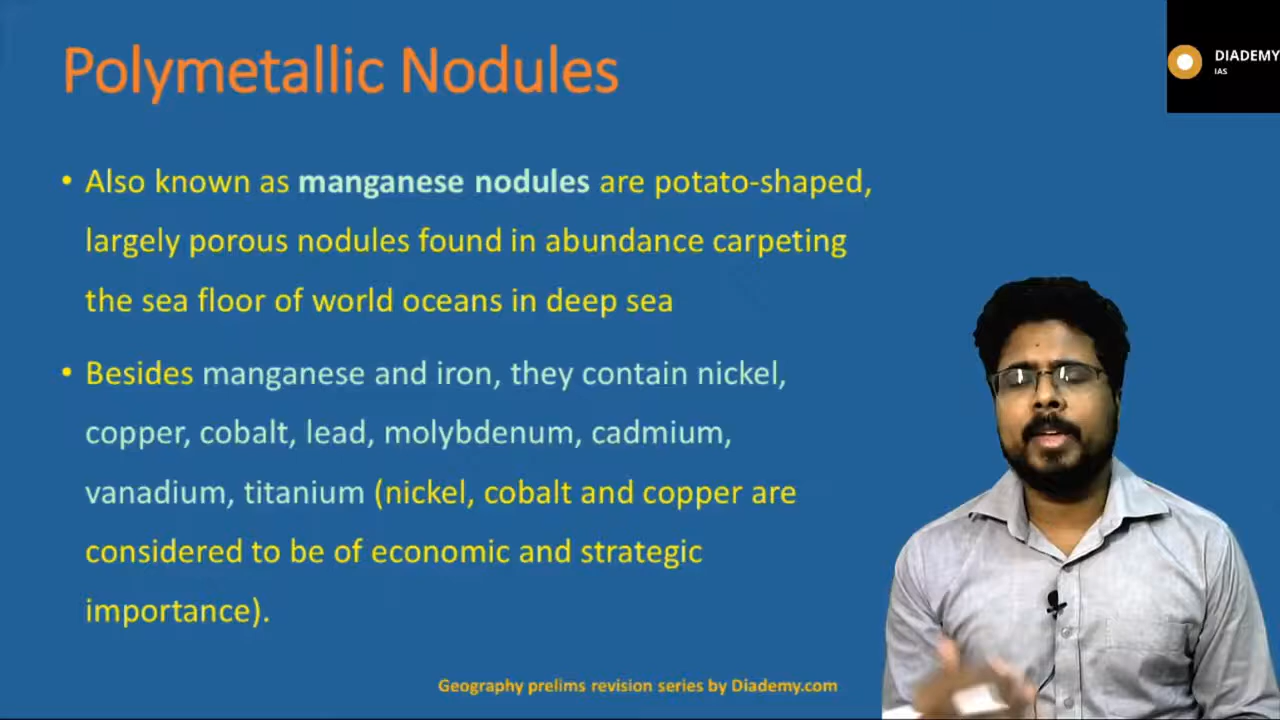 Polymetallic Nodules
DIADEMY
IAS
• Also known as manganese nodules are potato-shaped,
largely porous nodules found in abundance carpeting
the sea floor of world oceans in deep sea
• Besides manganese and iron, they contain nickel,
copper, cobalt, lead, molybdenum, cadmium,
vanadium, titanium (nickel, cobalt and copper are
considered to be of economic and strategic
importance).
Geography prelims revision series by Diademy.com